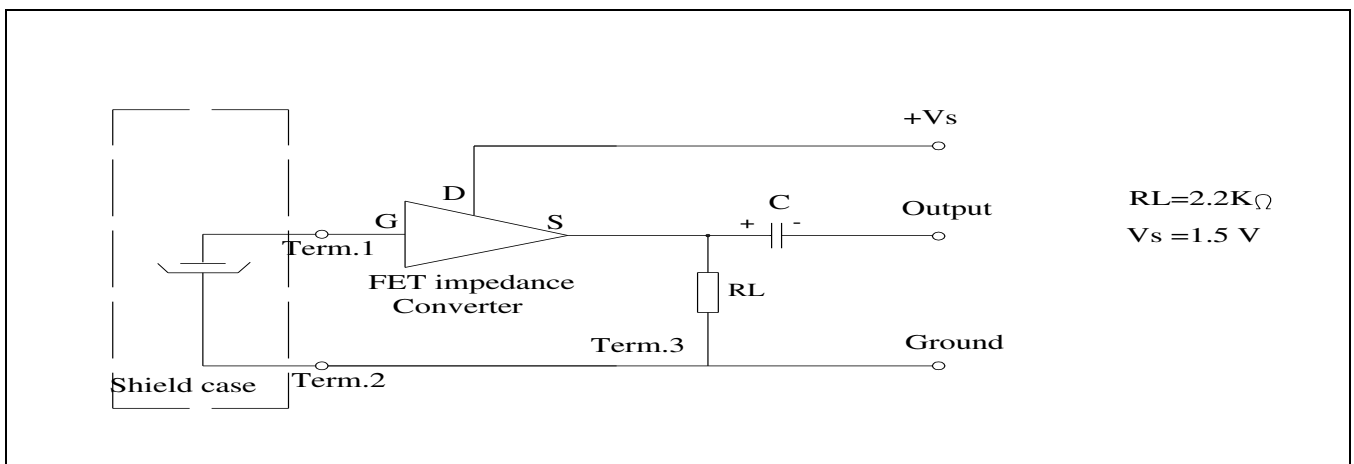 +Vs
D
C
G
S
+
-
Output
RL=2.2KΩ
Vs =1.5 V
Term.1
FET impedance
Converter
RL
Term.3
Ground
Shield case
Term.2